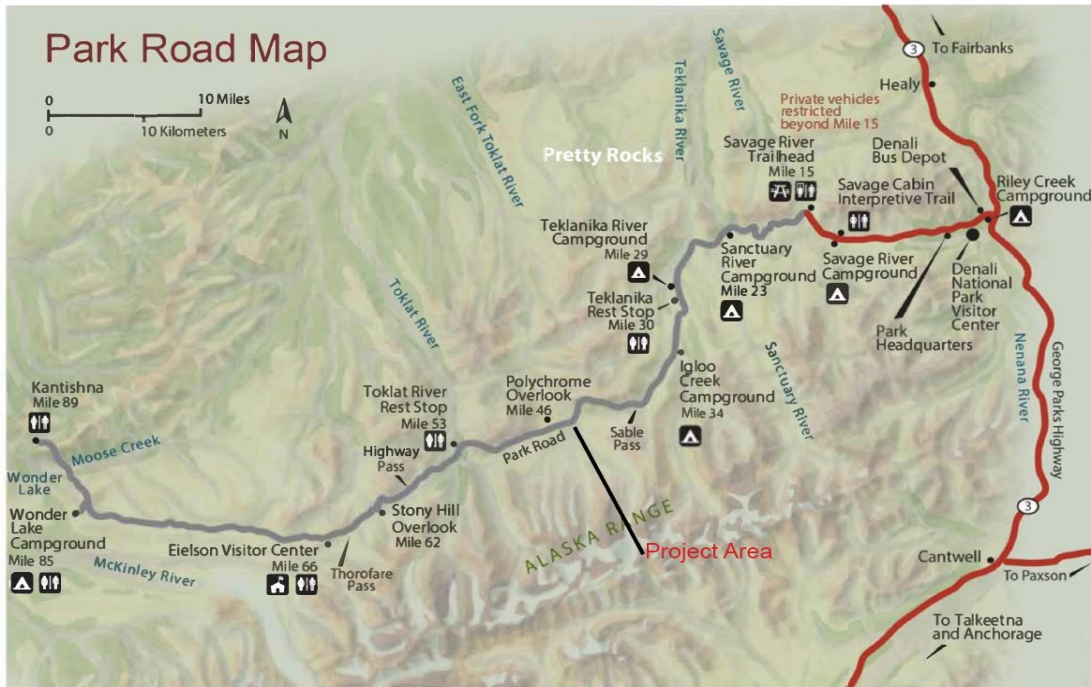 Park Road Map
0
10 Miles
0
10 Kilometers
N
East Fork Toklat River
Teklanika River
Savage River
Private vehicles
restricted
beyond Mile 15
3
To Fairbanks
Healy
Pretty Rocks
Savage River
Trailhead
Mile 15
Denali
Bus Depot
Savage Cabin
Interpretive Trail
Riley Creek
Campground
Teklanika River
Campground
Mile 29
Sanctuary
River
Campground
Mile 23
Savage River
Campground
Denali
National
Park
Visitor
Center
Park
Headquarters
Teklanika
Rest Stop
Mile 30
Toklat River
Igloo
Creek
Campground
Mile 34
Sanctuary River
Nenana River
George Parks Highway
Kantishna
Mile 89
Toklat River
Rest Stop
Mile 53
Polychrome
Overlook
Mile 46
Sable
Pass
Park Road
Moose Creek
Highway
Pass
Wonder
Lake
Wonder
Lake
Campground
Mile 85
Stony Hill
Overlook
Mile 62
Eielson Visitor Center
Mile 66
Thorofare
Pass
McKinley River
ALASKA RANGE
Project Area
3
Cantwell
To Paxson
To Talkeetna
and Anchorage